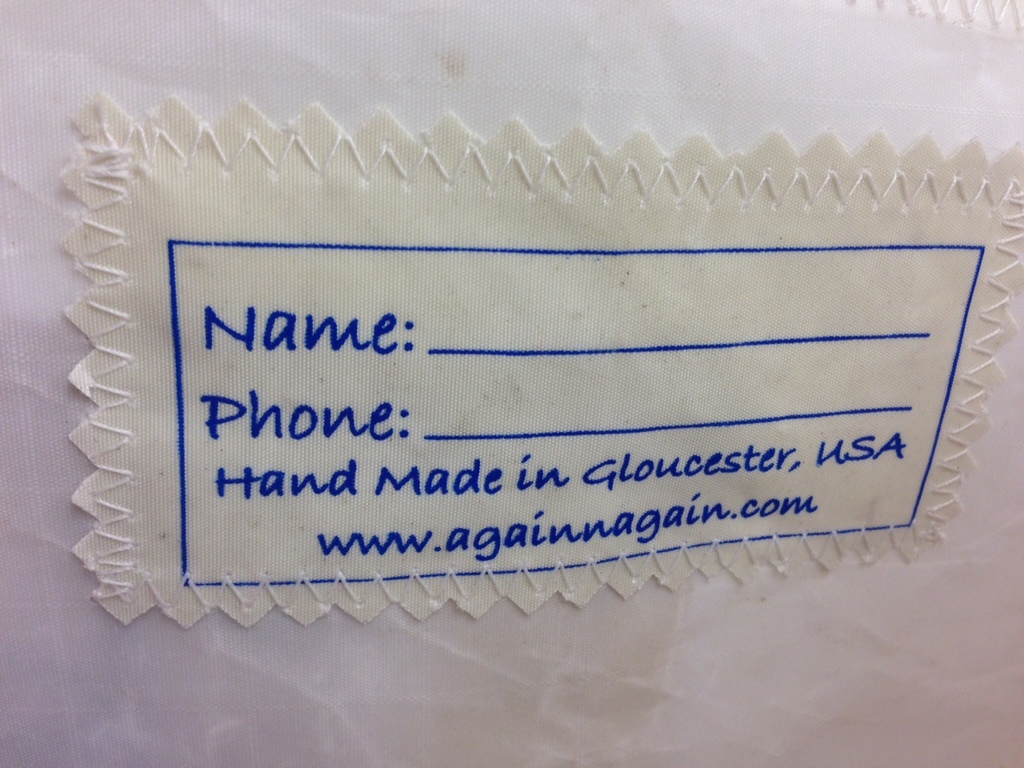 Name:
Phone:
Hand Made in Gloucester, USA
www.againnagain.com